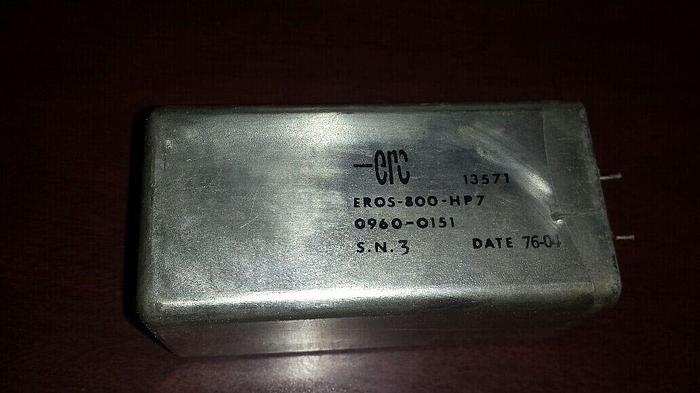 erc 13571
EROS-800-HP7
0960-0151
S.N. 3 DATE 76-04